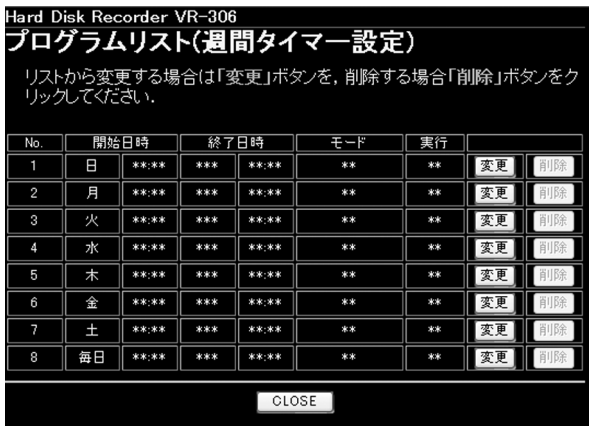 Hard Disk Recorder VR-306
プログラムリスト(週間タイマー設定)
リストから変更する場合は「変更」ボタンを, 削除する場合「削除」ボタンをク
リックしてください.
No. 開始日時 終了日時 モード 実行
1 日 **:** *** **:** ** ** 変更 削除
2 月 **:** *** **:** ** ** 変更 削除
3 火 **:** *** **:** ** ** 変更 削除
4 水 **:** *** **:** ** ** 変更 削除
5 木 **:** *** **:** ** ** 変更 削除
6 金 **:** *** **:** ** ** 変更 削除
7 土 **:** *** **:** ** ** 変更 削除
8 毎日 **:** *** **:** ** ** 変更 削除
CLOSE